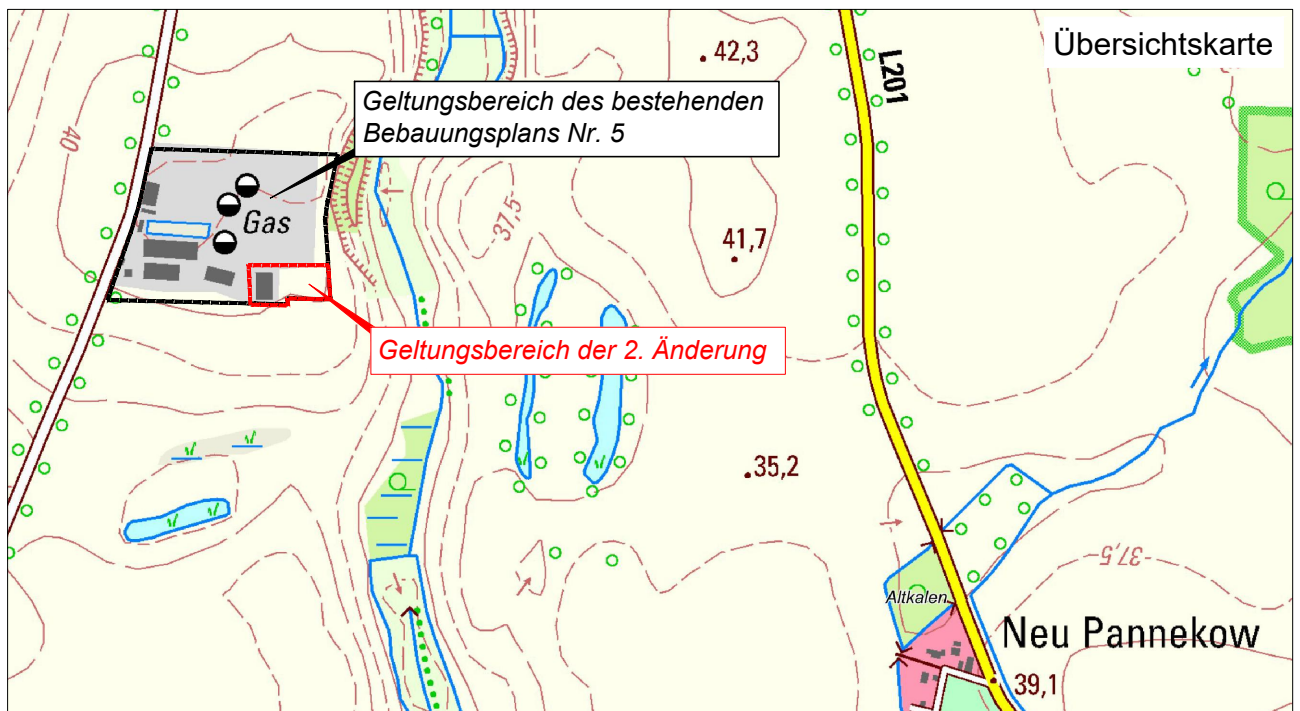 Übersichtskarte
42,3
L201
Geltungsbereich des bestehenden
Bebauungsplans Nr. 5
40
Gas
37,5
41,7
Geltungsbereich der 2. Änderung
35,2
37,5
Altkalen
Neu Pannekow
39,1